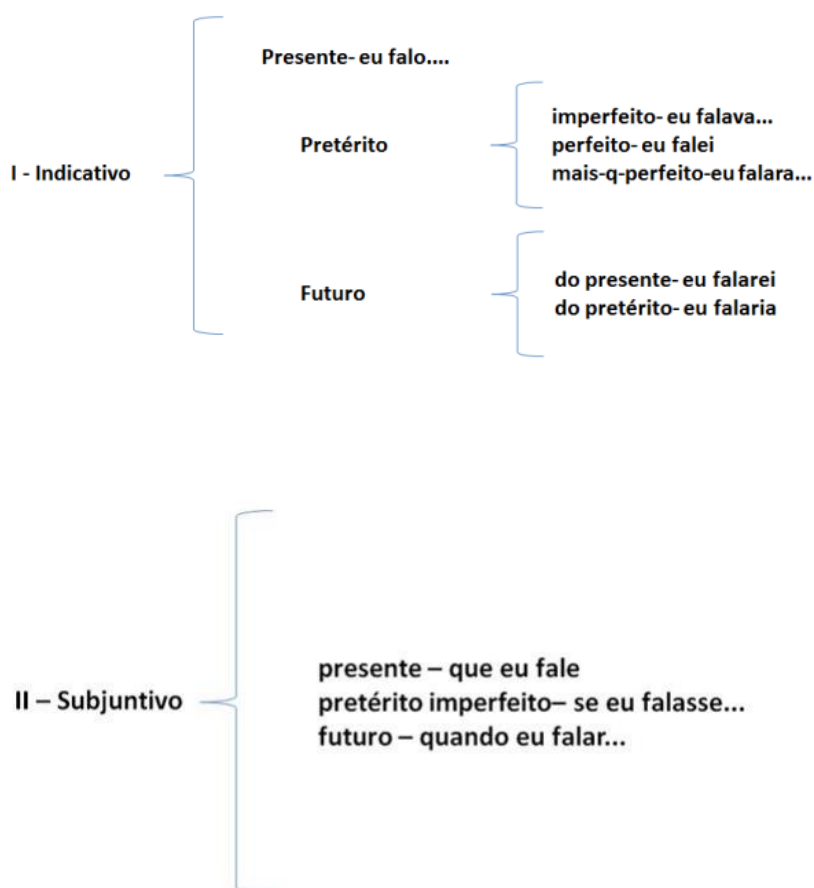 Presente- eu falo....
imperfeito- eu falava...
Pretérito
perfeito- eu falei
I - Indicativo
mais-q-perfeito-eu falara...
do presente- eu falarei
Futuro
do pretérito- eu falaria
presente – que eu fale
II – Subjuntivo
pretérito imperfeito– se eu falasse...
futuro – quando eu falar...